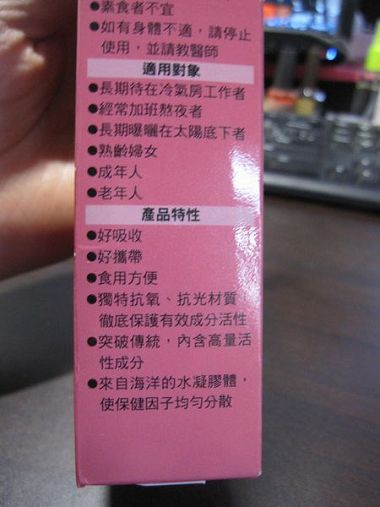 ●素食者不宜
●如有身體不適，請停止
使用，並請教醫師
適用對象
●長期待在冷氣房工作者
●經常加班熬夜者
●長期曝曬在太陽底下者
●熟齡婦女
●成年人
●老年人
產品特性
●好吸收
●好攜帶
●食用方便
●獨特抗氧、抗光材質
徹底保護有效成分活性
●突破傳統，內含高量活
性成分
●來自海洋的水凝膠體，
使保健因子均勻分散